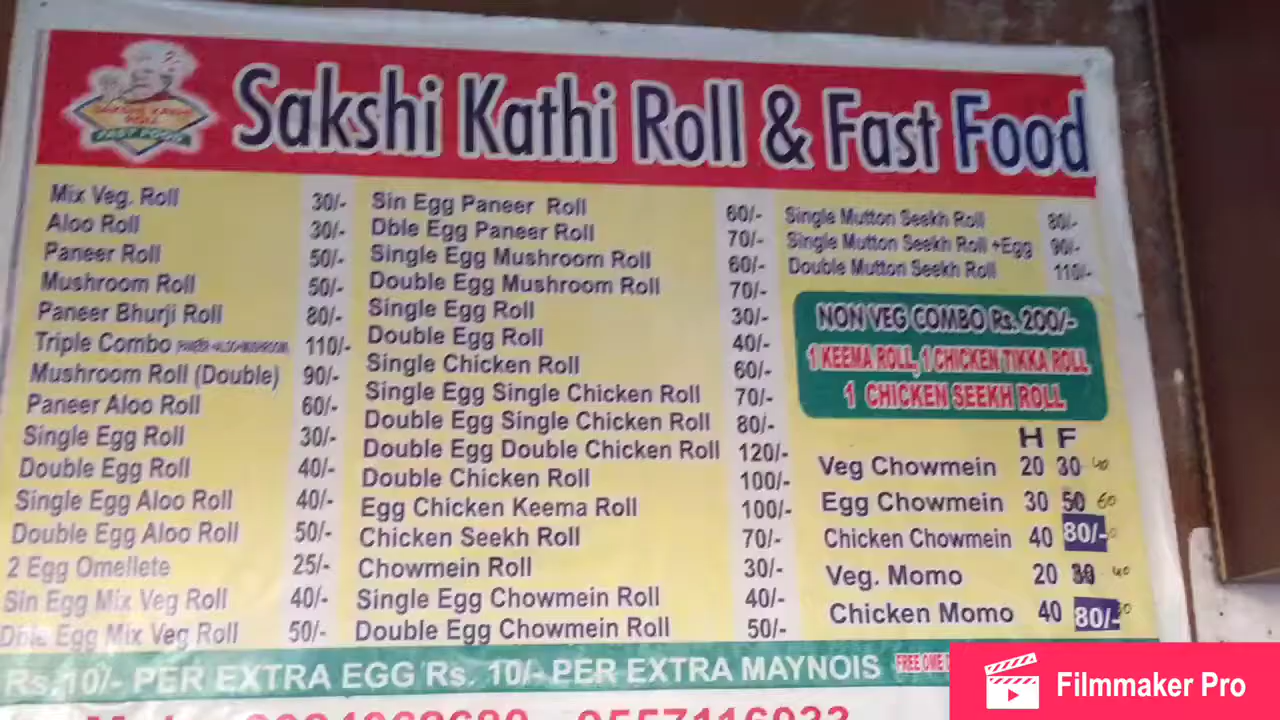 SAKSHI KATHI
ROLL
FAST FOOD
Sakshi Kathi Roll & Fast Food
Mix Veg. Roll 30/-
Aloo Roll 30/-
Paneer Roll 50/-
Mushroom Roll 50/-
Paneer Bhurji Roll 80/-
Triple Combo (PANEER+ALOO+MUSHROOM) 110/-
Mushroom Roll (Double) 90/-
Paneer Aloo Roll 60/-
Single Egg Roll 30/-
Double Egg Roll 40/-
Single Egg Aloo Roll 40/-
Double Egg Aloo Roll 50/-
2 Egg Omellete 25/-
Sin Egg Mix Veg Roll 40/-
Dble Egg Mix Veg Roll 50/-
Sin Egg Paneer Roll 60/-
Dble Egg Paneer Roll 70/-
Single Egg Mushroom Roll 60/-
Double Egg Mushroom Roll 70/-
Single Egg Roll 30/-
Double Egg Roll 40/-
Single Chicken Roll 60/-
Single Egg Single Chicken Roll 70/-
Double Egg Single Chicken Roll 80/-
Double Egg Double Chicken Roll 120/-
Double Chicken Roll 100/-
Egg Chicken Keema Roll 100/-
Chicken Seekh Roll 70/-
Chowmein Roll 30/-
Single Egg Chowmein Roll 40/-
Double Egg Chowmein Roll 50/-
Single Mutton Seekh Roll 80/-
Single Mutton Seekh Roll +Egg 90/-
Double Mutton Seekh Roll 110/-
NON VEG COMBO Rs. 200/-
1 KEEMA ROLL, 1 CHICKEN TIKKA ROLL
1 CHICKEN SEEKH ROLL
H F
Veg Chowmein 20 30 40
Egg Chowmein 30 50 60
Chicken Chowmein 40 80/-
Veg. Momo 20 30 40
Chicken Momo 40 80/-
Rs.10/- PER EXTRA EGG Rs. 10/- PER EXTRA MAYNOIS FREE
Filmmaker Pro